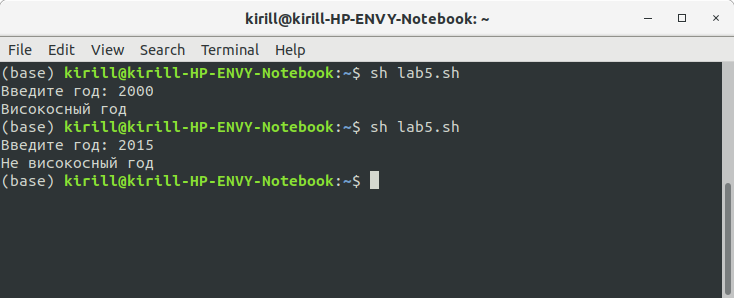 kirill@kirill-HP-ENVY-Notebook: ~
File Edit View Search Terminal Help
(base) kirill@kirill-HP-ENVY-Notebook:~$ sh lab5.sh
Введите год: 2000
Високосный год
(base) kirill@kirill-HP-ENVY-Notebook:~$ sh lab5.sh
Введите год: 2015
Не високосный год
(base) kirill@kirill-HP-ENVY-Notebook:~$